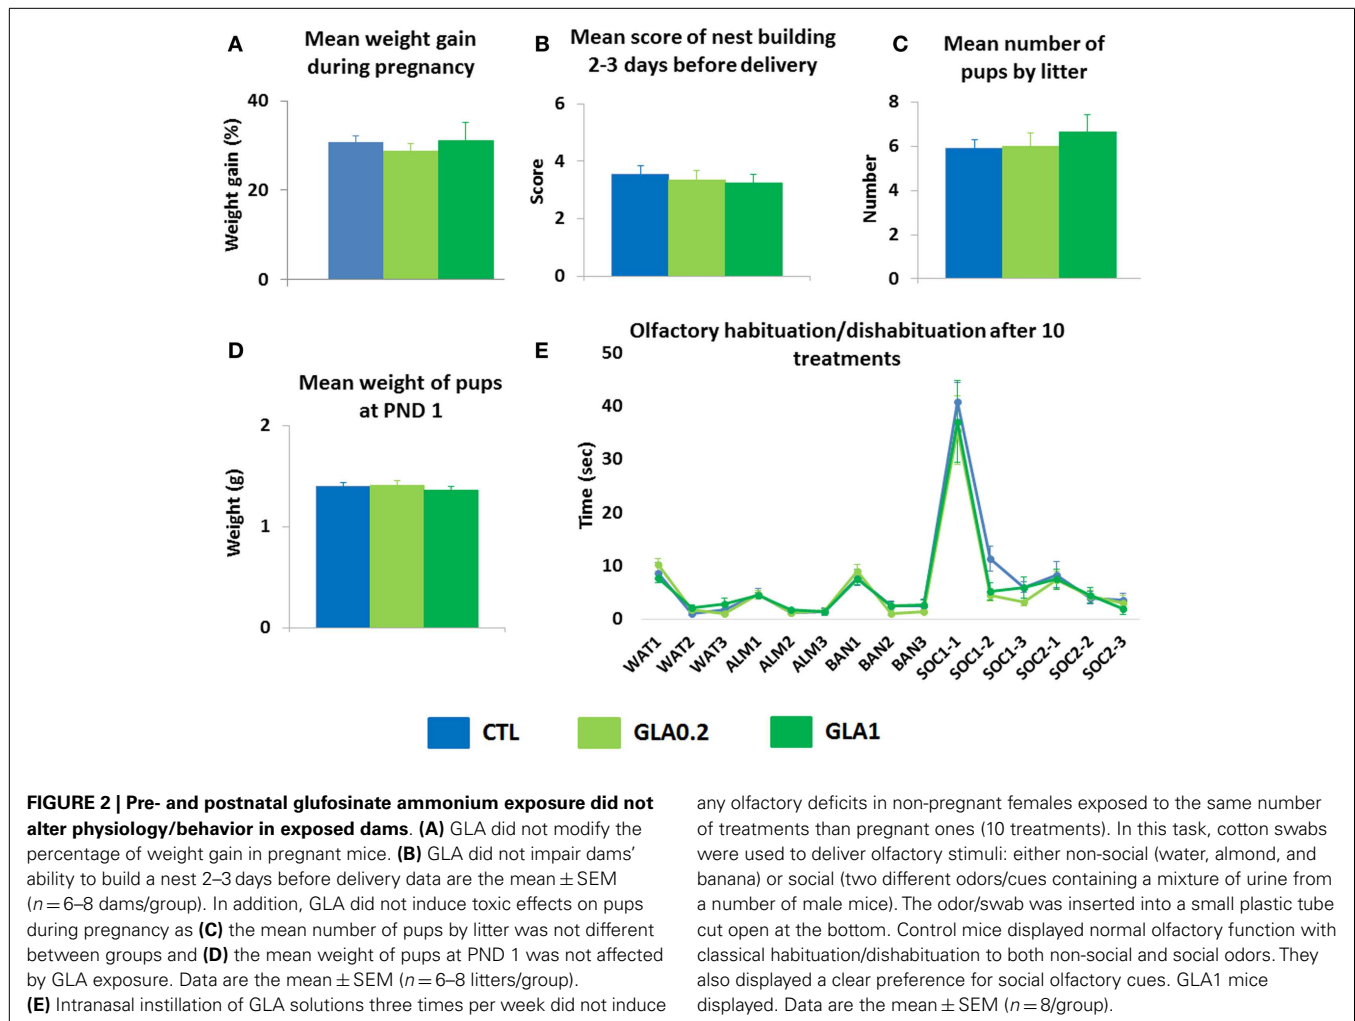 A
Mean weight gain
during pregnancy
Weight gain (%)
40
20
0
B
Mean score of nest building
2-3 days before delivery
Score
6
4
2
0
C
Mean number of
pups by litter
Number
8
6
4
2
0
D
Mean weight of pups
at PND 1
Weight (g)
2
1
0
E
Olfactory habituation/dishabituation after 10
treatments
Time (sec)
50
40
30
20
10
0
WAT1
WAT2
WAT3
ALM1
ALM2
ALM3
BAN1
BAN2
BAN3
SOC1-1
SOC1-2
SOC1-3
SOC2-1
SOC2-2
SOC2-3
CTL
GLA0.2
GLA1
FIGURE 2 | Pre- and postnatal glufosinate ammonium exposure did not
alter physiology/behavior in exposed dams. (A) GLA did not modify the
percentage of weight gain in pregnant mice. (B) GLA did not impair dams'
ability to build a nest 2–3 days before delivery data are the mean ± SEM
(n = 6–8 dams/group). In addition, GLA did not induce toxic effects on pups
during pregnancy as (C) the mean number of pups by litter was not different
between groups and (D) the mean weight of pups at PND 1 was not affected
by GLA exposure. Data are the mean ± SEM (n = 6–8 litters/group).
(E) Intranasal instillation of GLA solutions three times per week did not induce
any olfactory deficits in non-pregnant females exposed to the same number
of treatments than pregnant ones (10 treatments). In this task, cotton swabs
were used to deliver olfactory stimuli: either non-social (water, almond, and
banana) or social (two different odors/cues containing a mixture of urine from
a number of male mice). The odor/swab was inserted into a small plastic tube
cut open at the bottom. Control mice displayed normal olfactory function with
classical habituation/dishabituation to both non-social and social odors. They
also displayed a clear preference for social olfactory cues. GLA1 mice
displayed. Data are the mean ± SEM (n = 8/group).